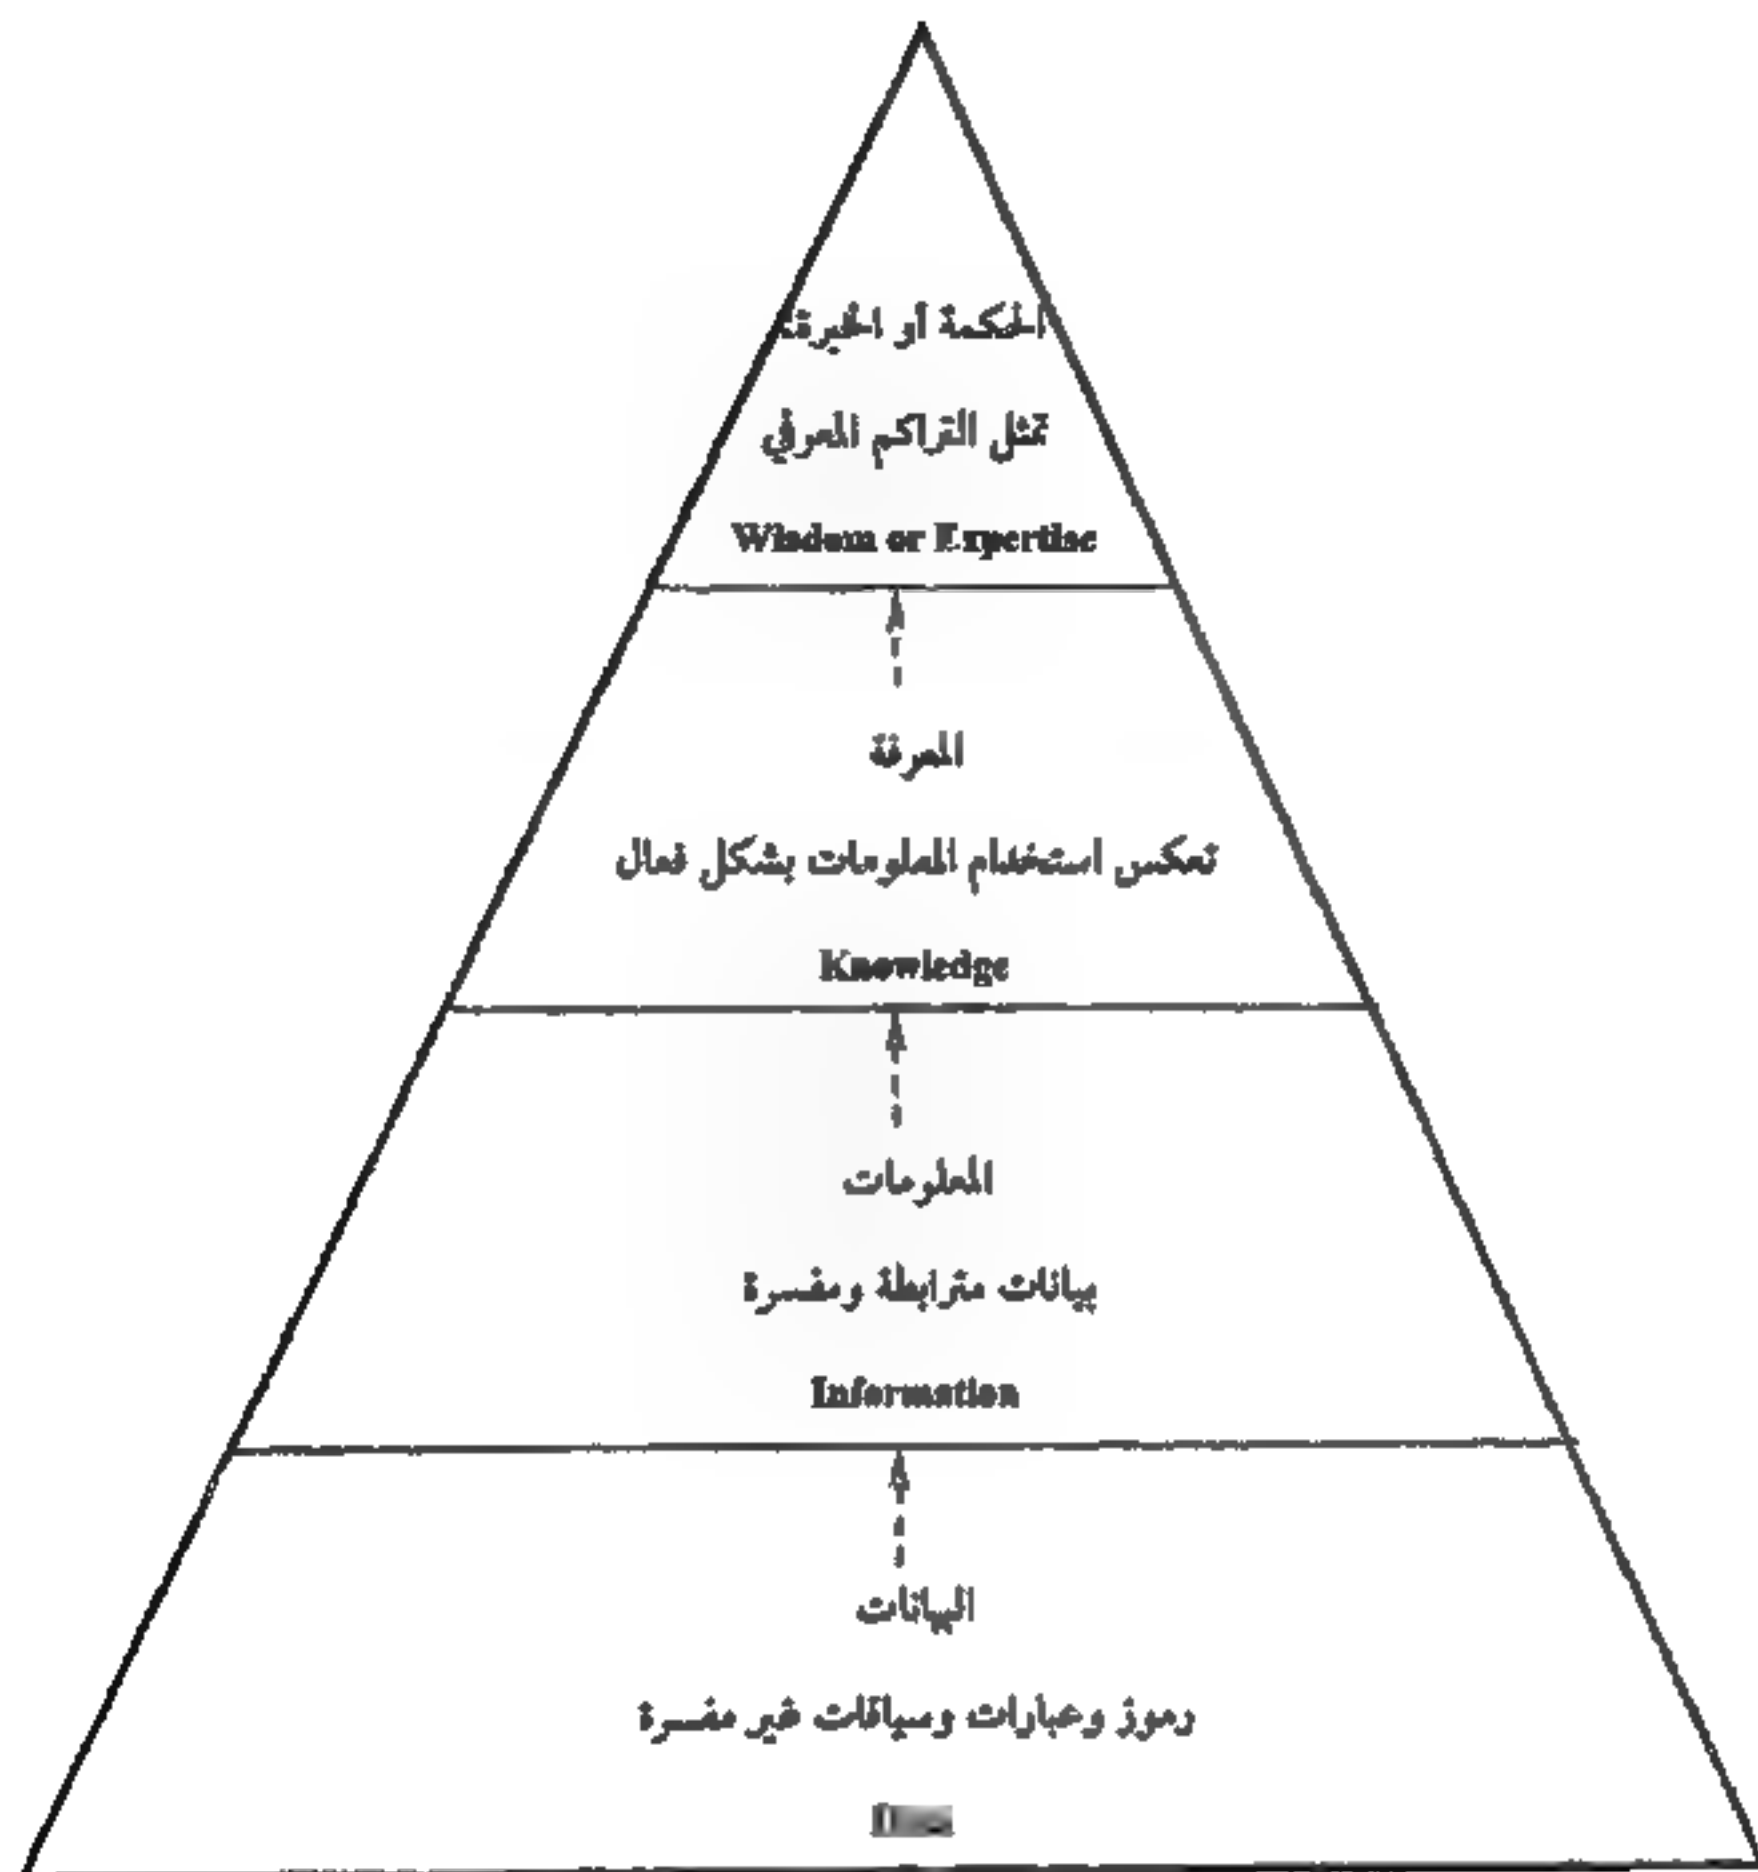 الحكمة أو الخبرة
تمثل التراكم المعرفي
Wisdom or Expertise
المعرفة
تعكس استخدام المعلومات بشكل فعال
Knowledge
المعلومات
بيانات مترابطة ومفسرة
Information
البيانات
رموز وعبارات وسياقات غير مفسرة